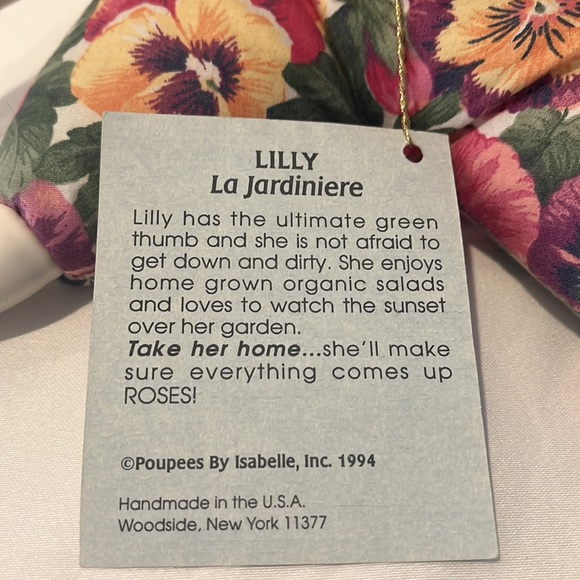 LILLY
La Jardiniere
Lilly has the ultimate green
thumb and she is not afraid to
get down and dirty. She enjoys
home grown organic salads
and loves to watch the sunset
over her garden.
Take her home...she'll make
sure everything comes up
ROSES!
©Poupees By Isabelle, Inc. 1994
Handmade in the U.S.A.
Woodside, New York 11377